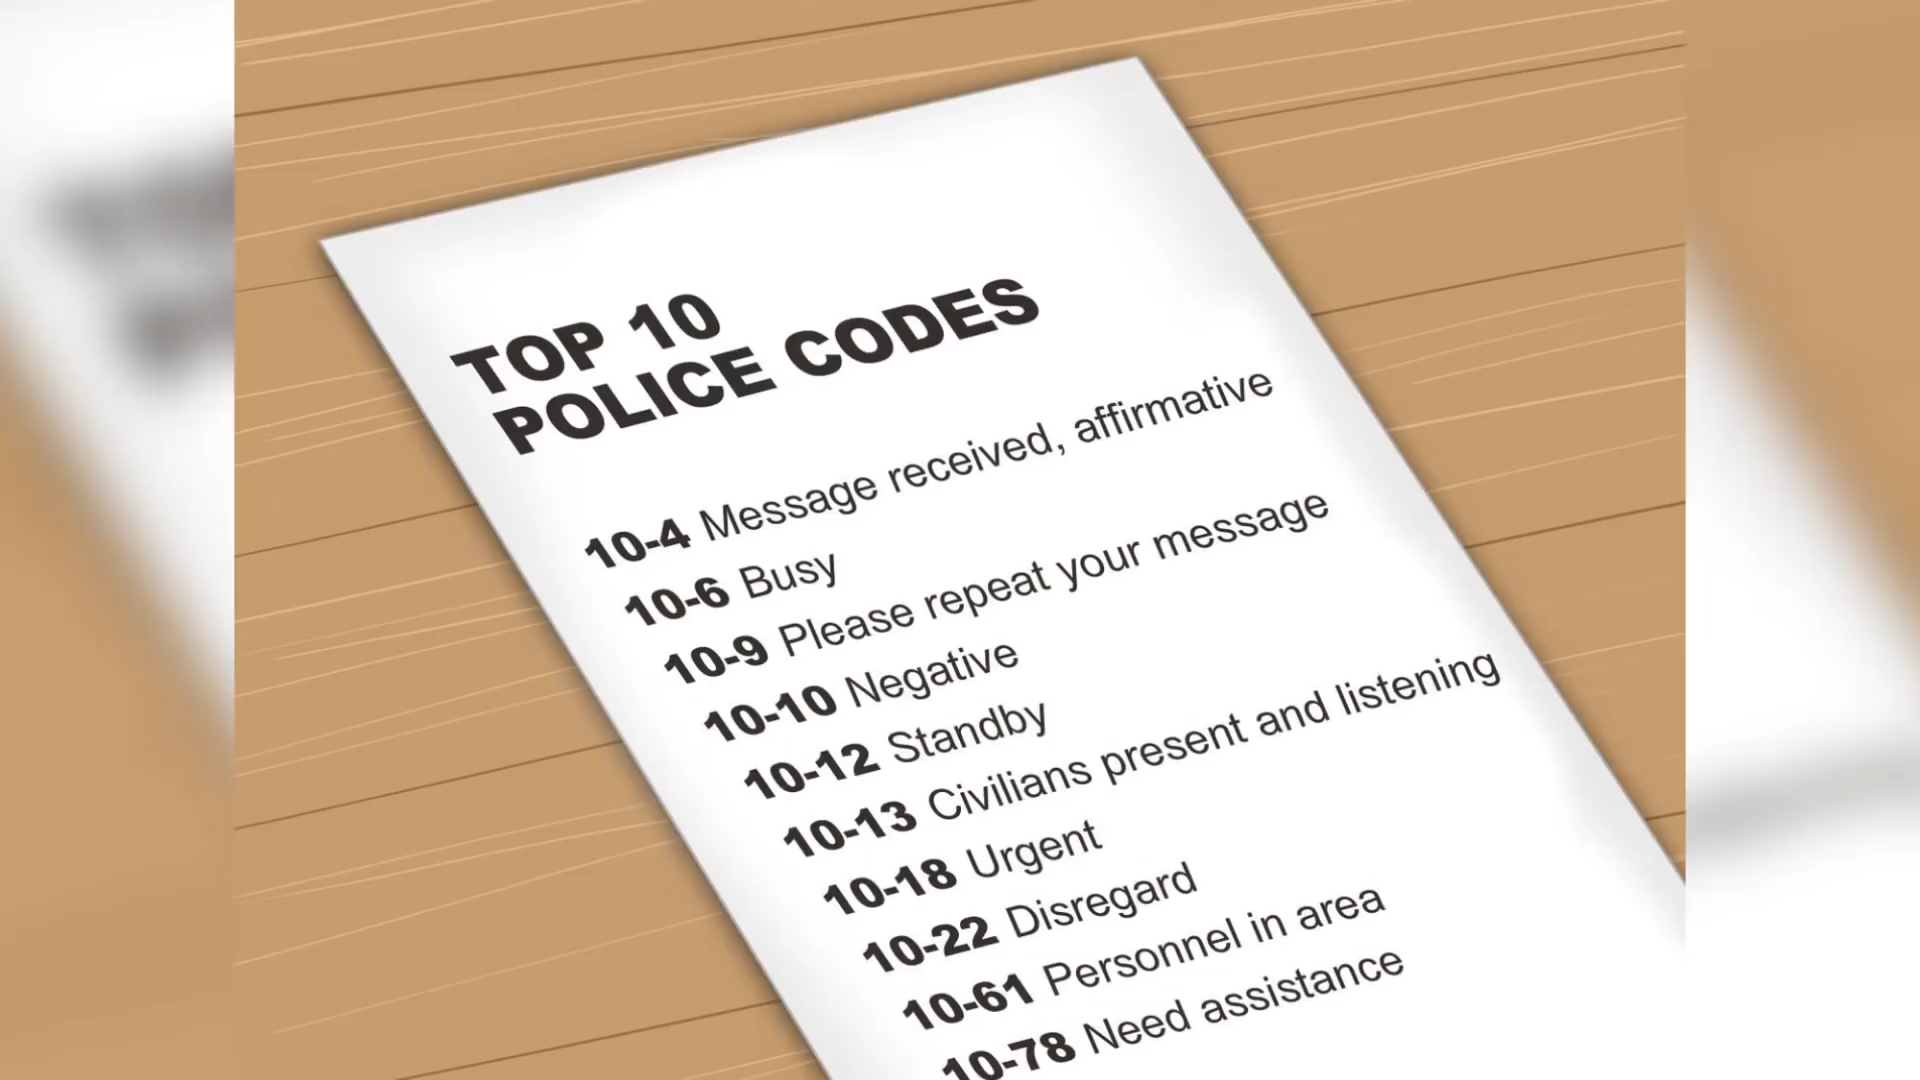 TOP 10
POLICE CODES
10-4 Message received, affirmative
10-6 Busy
10-9 Please repeat your message
10-10 Negative
10-12 Standby
10-13 Civilians present and listening
10-18 Urgent
10-22 Disregard
10-61 Personnel in area
10-78 Need assistance